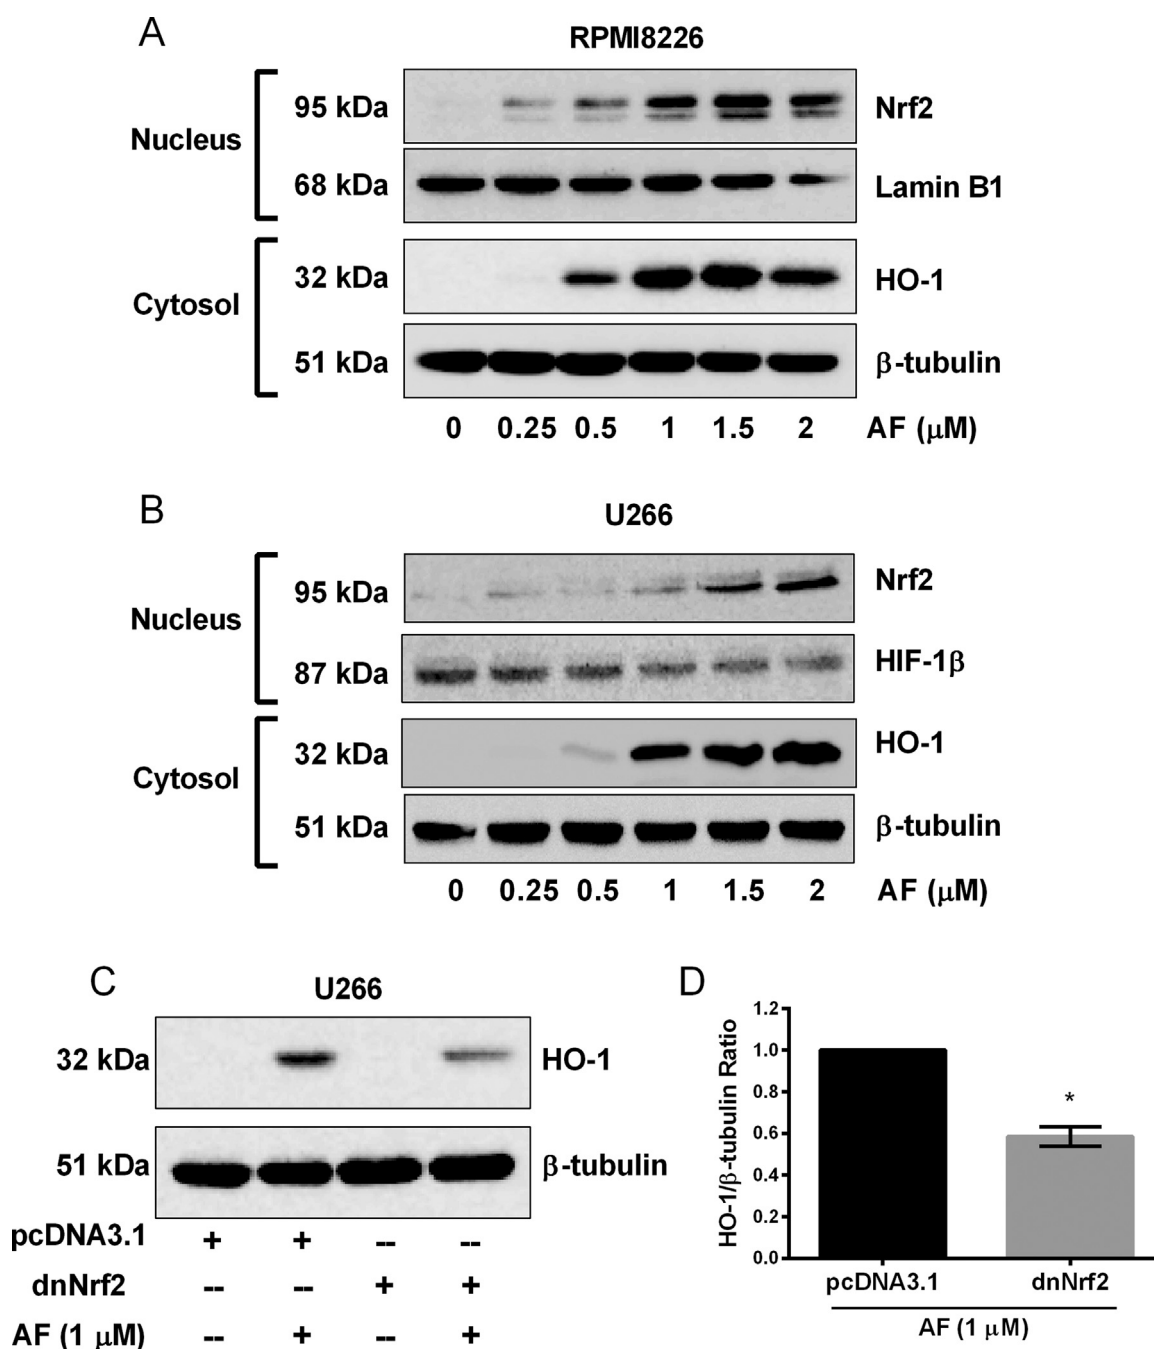 A
RPMI8226
Nucleus
95 kDa
Nrf2
68 kDa
Lamin B1
Cytosol
32 kDa
HO-1
51 kDa
β-tubulin
0 0.25 0.5 1 1.5 2 AF (μM)
B
U266
Nucleus
95 kDa
Nrf2
87 kDa
HIF-1β
Cytosol
32 kDa
HO-1
51 kDa
β-tubulin
0 0.25 0.5 1 1.5 2 AF (μM)
C
U266
32 kDa
HO-1
51 kDa
β-tubulin
pcDNA3.1 + + -- --
dnNrf2 -- -- + +
AF (1 μM) -- + -- +
D
HO-1/β-tubulin Ratio
1.2
1.0
0.8
0.6
0.4
0.2
0.0
*
pcDNA3.1 dnNrf2
AF (1 μM)